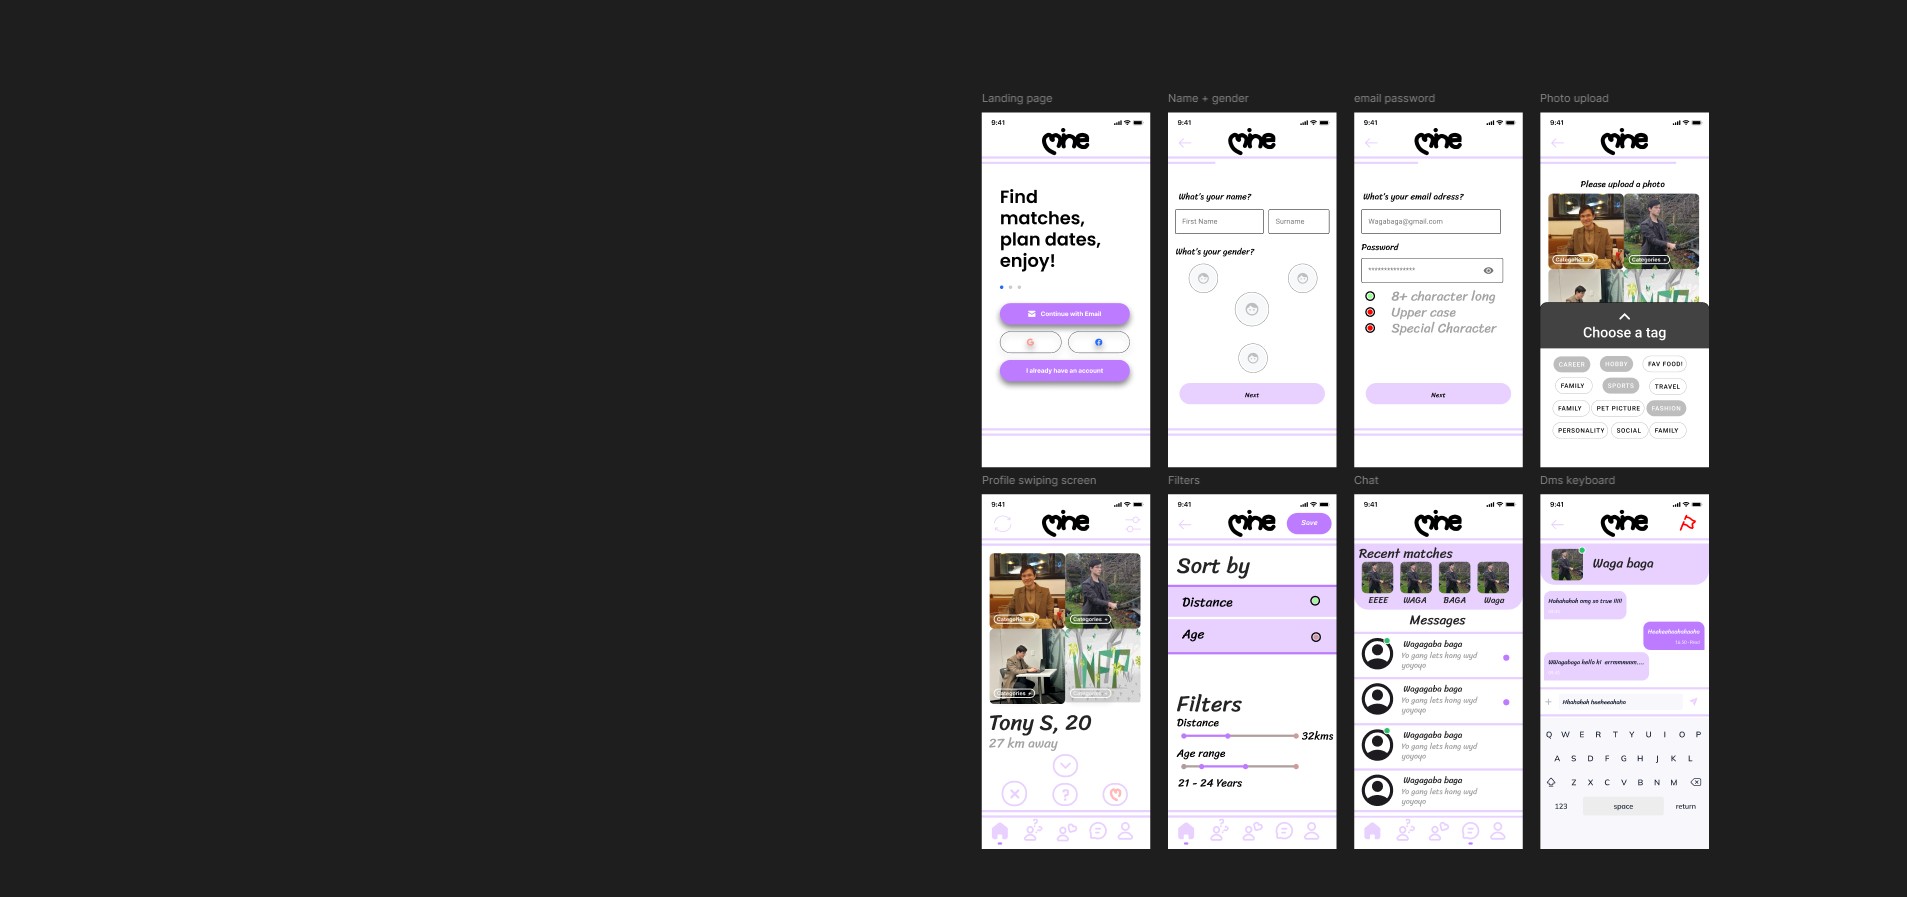 Landing page
9:41
mine
Find
matches,
plan dates,
enjoy!
Continue with Email
I already have an account
Name + gender
9:41
mine
What's your name?
First Name Surname
What's your gender?
Next
email password
9:41
mine
What's your email adress?
Wagabaga@gmail.com
Password
***************
8+ character long
Upper case
Special Character
Next
Photo upload
9:41
mine
Please upload a photo
Categories + Categories +
Choose a tag
CAREER HOBBY FAV FOOD!
FAMILY SPORTS TRAVEL
FAMILY PET PICTURE FASHION
PERSONALITY SOCIAL FAMILY
Profile swiping screen
9:41
mine
Categories + Categories +
Categories + Categories +
Tony S, 20
27 km away
?
Filters
9:41
mine Save
Sort by
Distance
Age
Filters
Distance
32kms
Age range
21 - 24 Years
Chat
9:41
mine
Recent matches
EEEE WAGA BAGA Waga
Messages
Wagagaba baga
Yo gang lets hong wyd
yoyoyo
Wagagaba baga
Yo gang lets hong wyd
yoyoyo
Wagagaba baga
Yo gang lets hong wyd
yoyoyo
Wagagaba baga
Yo gang lets hong wyd
yoyoyo
Dms keyboard
9:41
mine
Waga baga
Hahahahah omg so true
Q W E R T Y U I O P
A S D F G H J K L
Z X C V B N M
123 space return